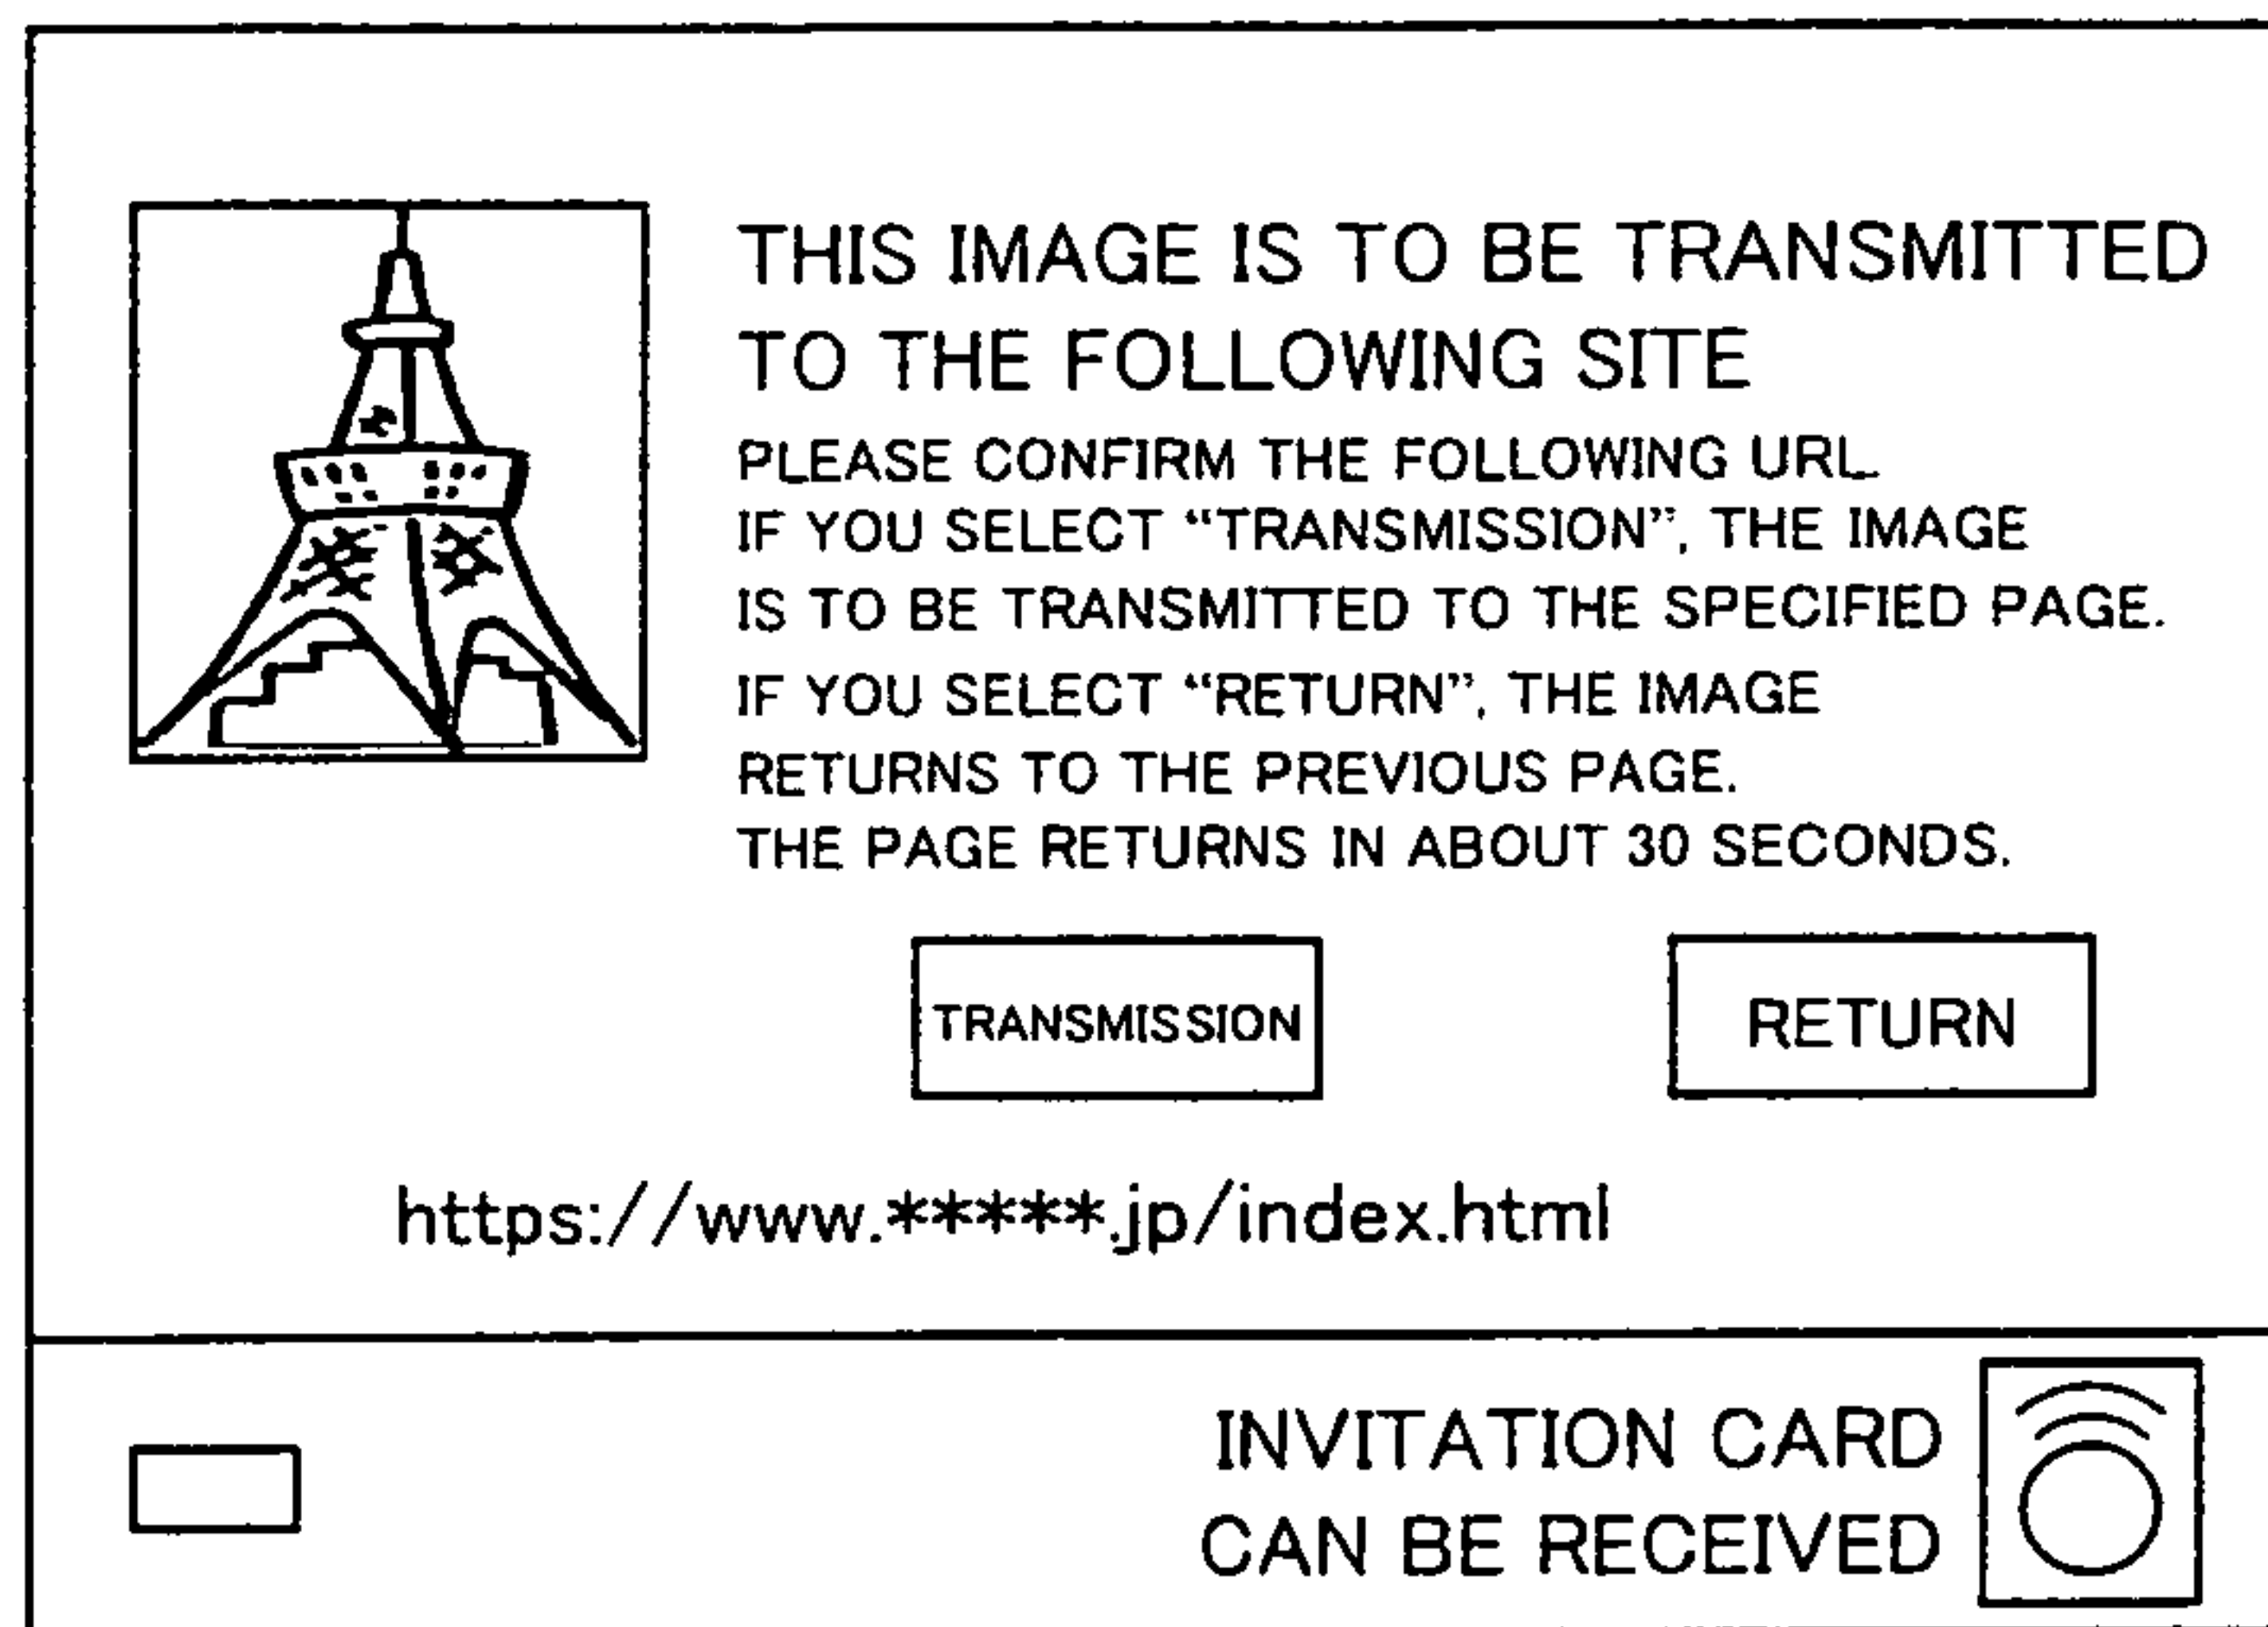 THIS IMAGE IS TO BE TRANSMITTED
TO THE FOLLOWING SITE
PLEASE CONFIRM THE FOLLOWING URL.
IF YOU SELECT “TRANSMISSION”, THE IMAGE
IS TO BE TRANSMITTED TO THE SPECIFIED PAGE.
IF YOU SELECT “RETURN”, THE IMAGE
RETURNS TO THE PREVIOUS PAGE.
THE PAGE RETURNS IN ABOUT 30 SECONDS.
TRANSMISSION RETURN
https://www.*****.jp/index.html
INVITATION CARD
CAN BE RECEIVED